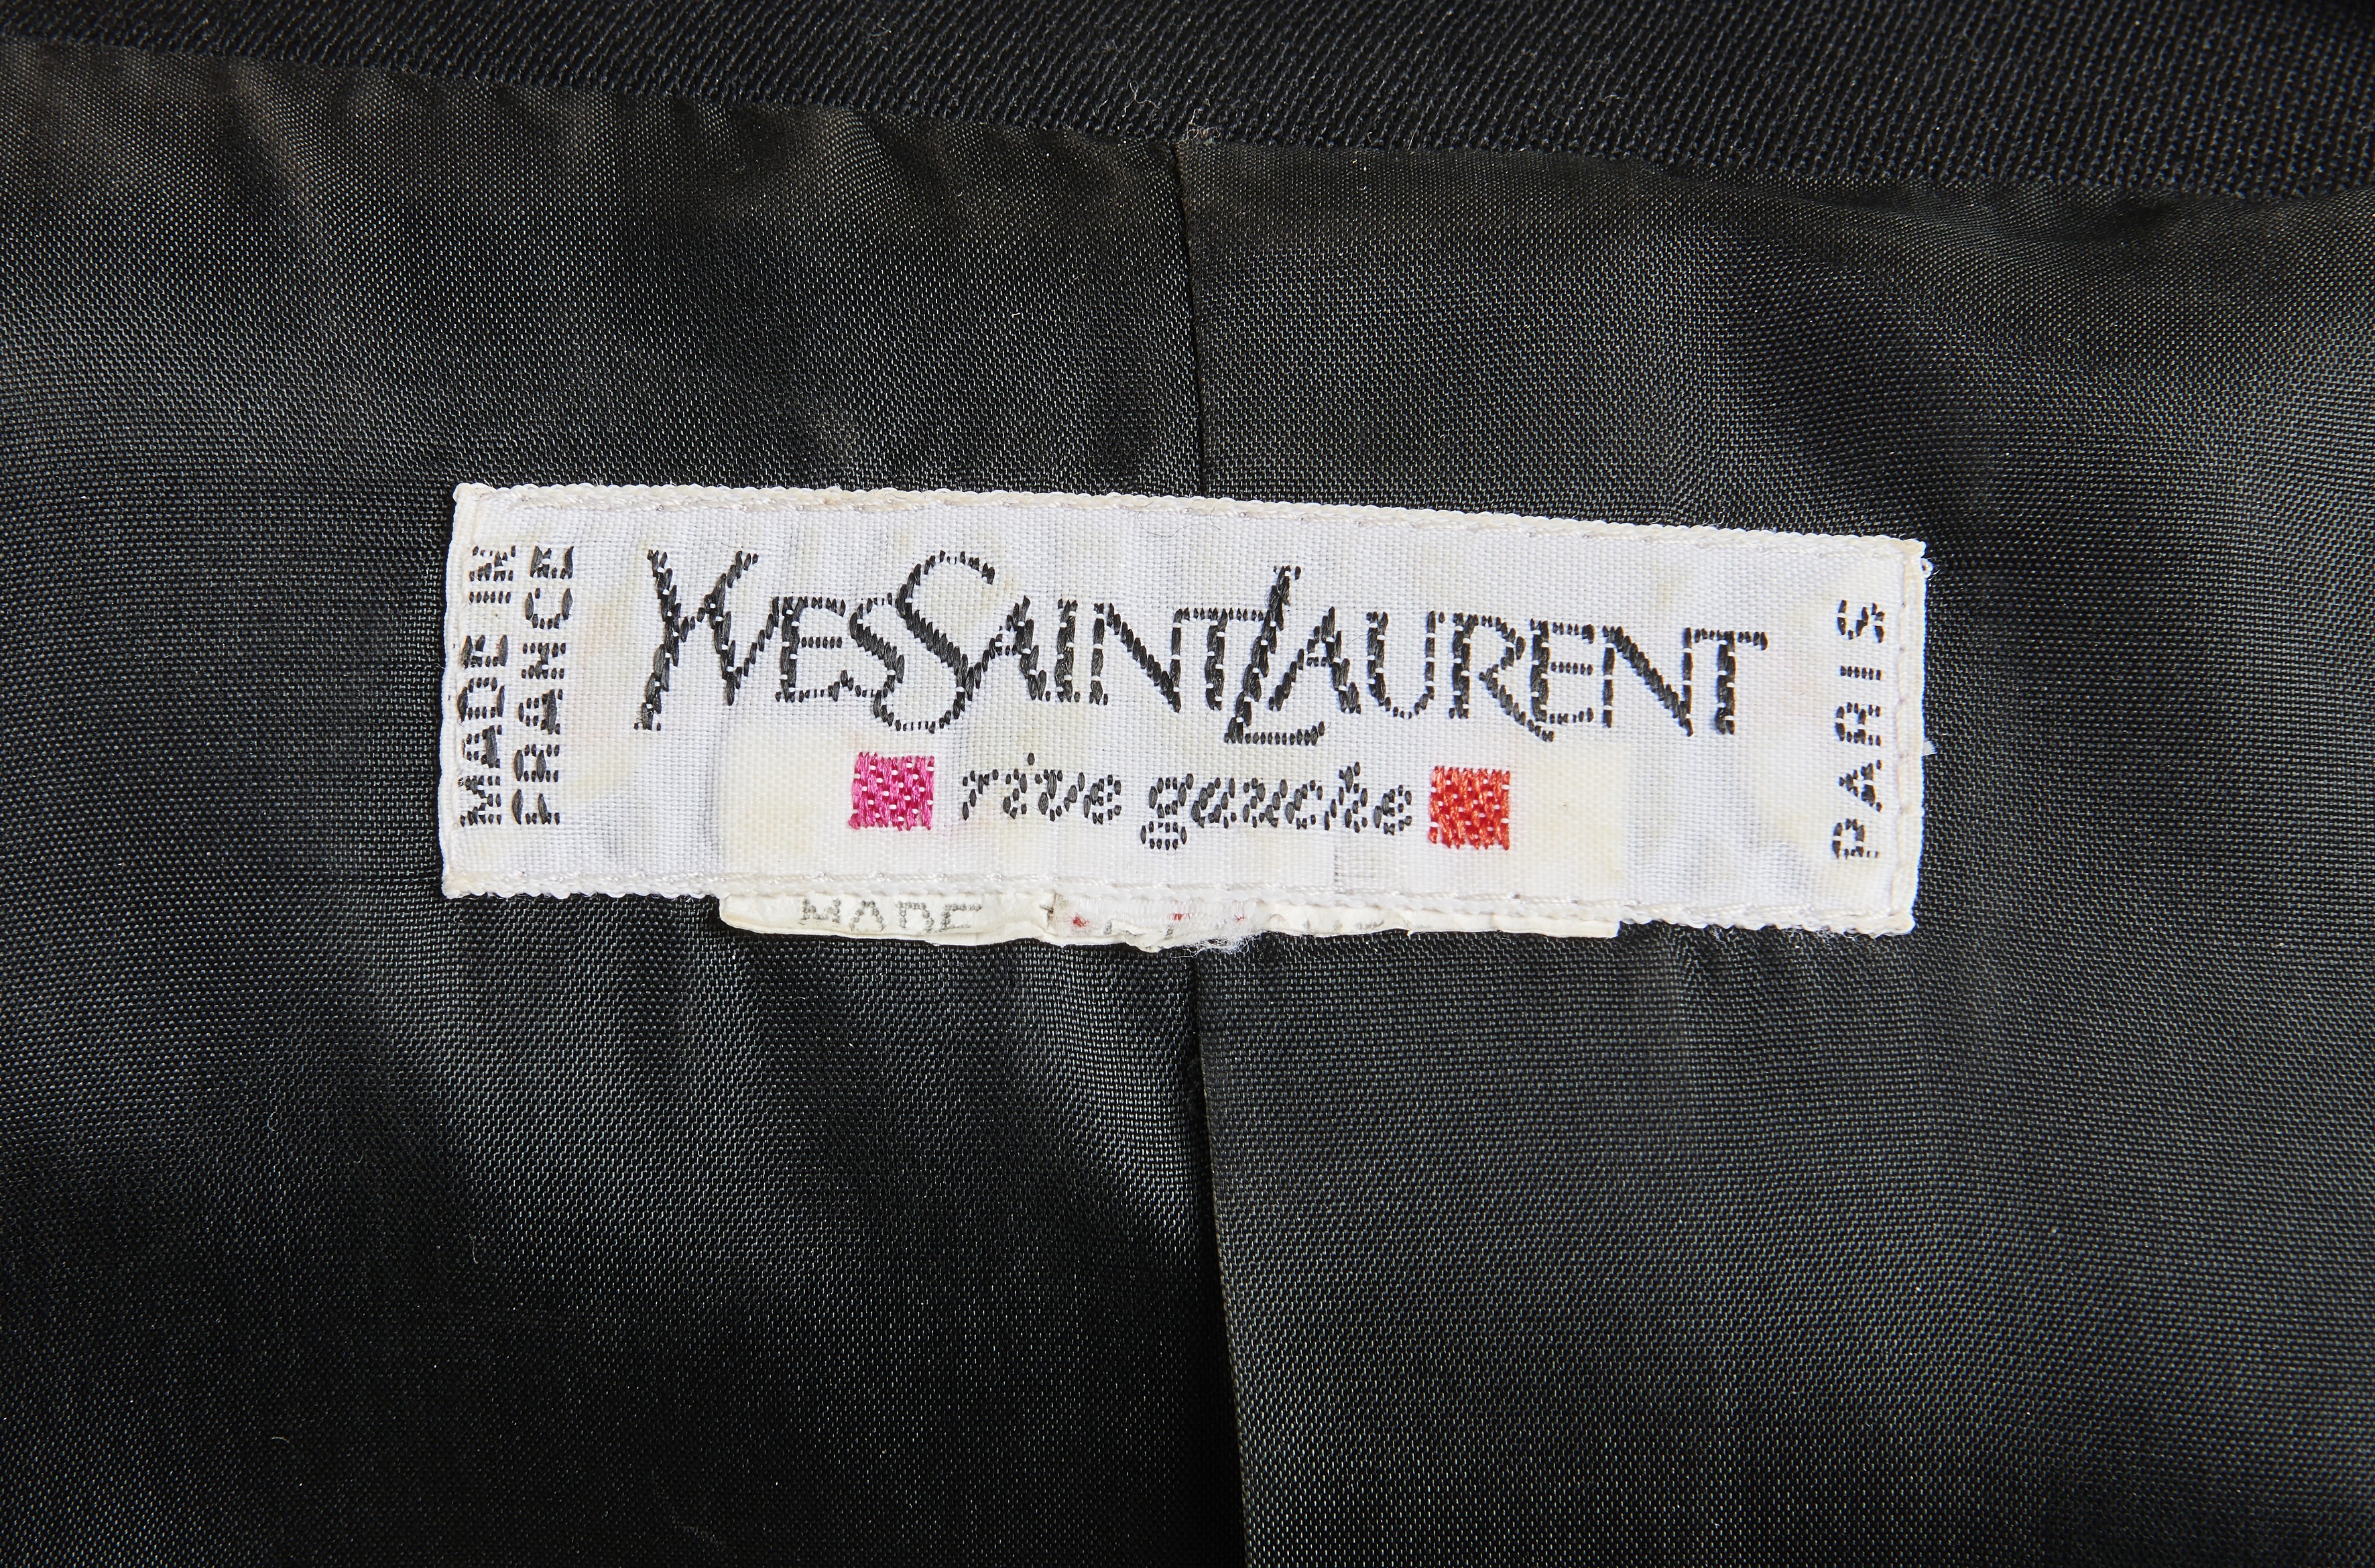 MADE IN
FRANCE
YVESSAINTLAURENT
rive gauche
PARIS
MADE